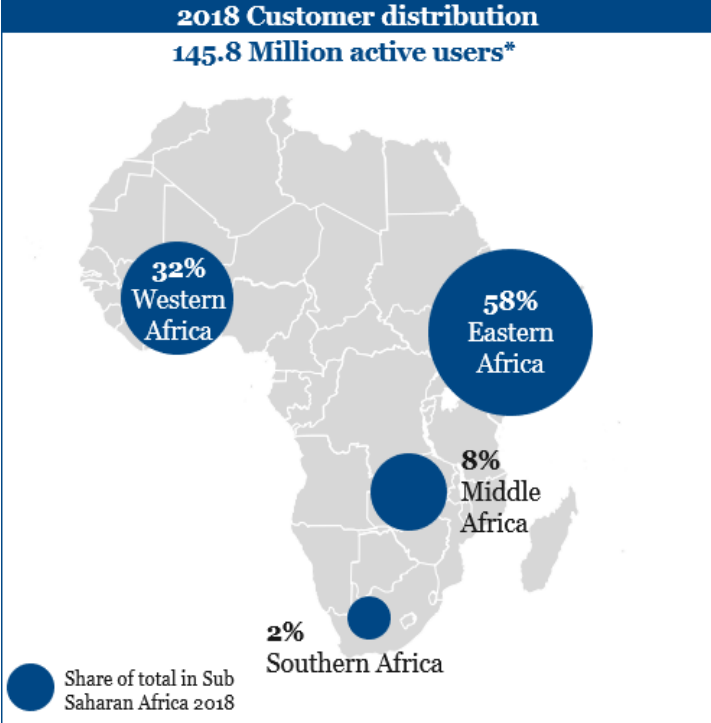 2018 Customer distribution
145.8 Million active users*
32%
Western
Africa
58%
Eastern
Africa
8%
Middle
Africa
2%
Southern Africa
Share of total in Sub
Saharan Africa 2018